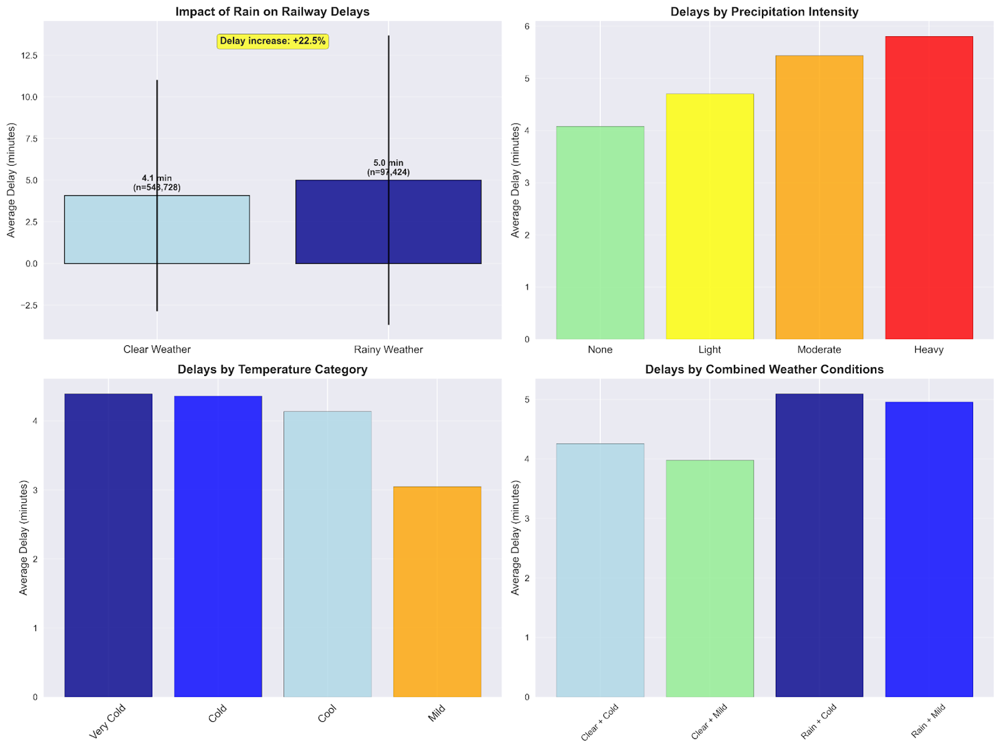 Impact of Rain on Railway Delays
Delay increase: +22.5%
Average Delay (minutes)
12.5
10.0
7.5
5.0
2.5
0.0
−2.5
4.1 min
(n=548,728)
5.0 min
(n=97,424)
Clear Weather
Rainy Weather
Delays by Precipitation Intensity
Average Delay (minutes)
6
5
4
3
2
1
0
None
Light
Moderate
Heavy
Delays by Temperature Category
Average Delay (minutes)
4
3
2
1
0
Very Cold
Cold
Cool
Mild
Delays by Combined Weather Conditions
Average Delay (minutes)
5
4
3
2
1
0
Clear + Cold
Clear + Mild
Rain + Cold
Rain + Mild